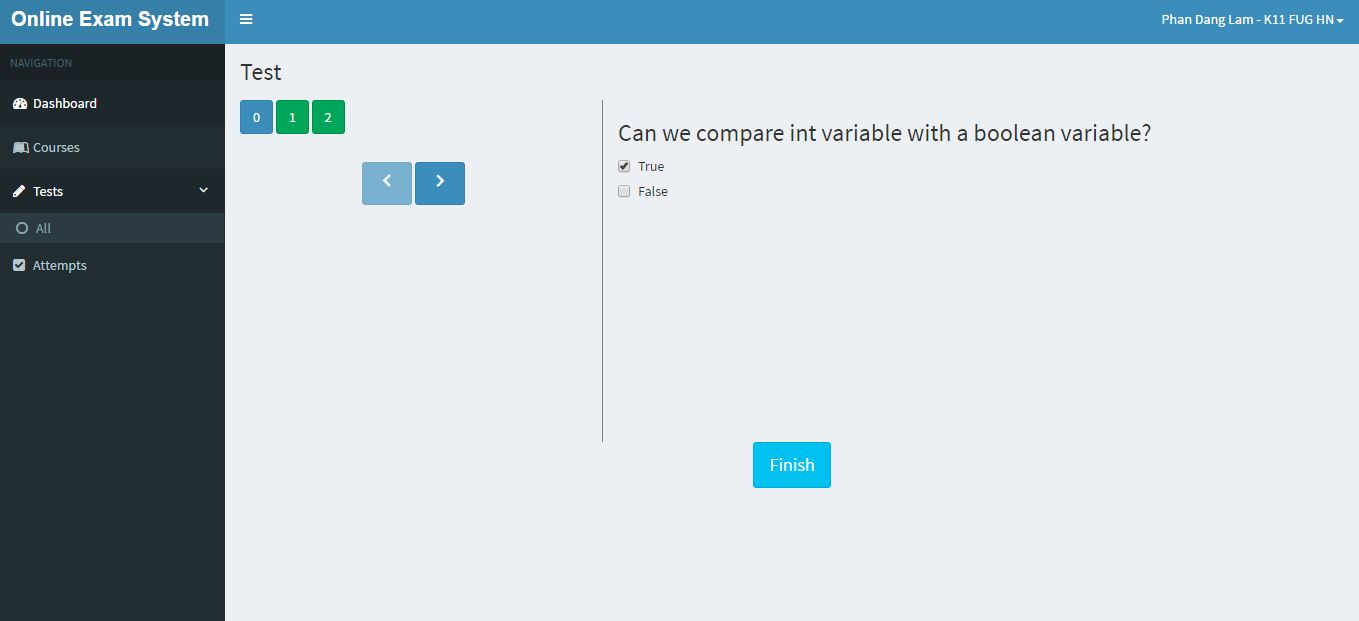 Online Exam System
Phan Dang Lam - K11 FUG HN
NAVIGATION
Dashboard
Courses
Tests
All
Attempts
Test
0 1 2
Can we compare int variable with a boolean variable?
True
False
Finish